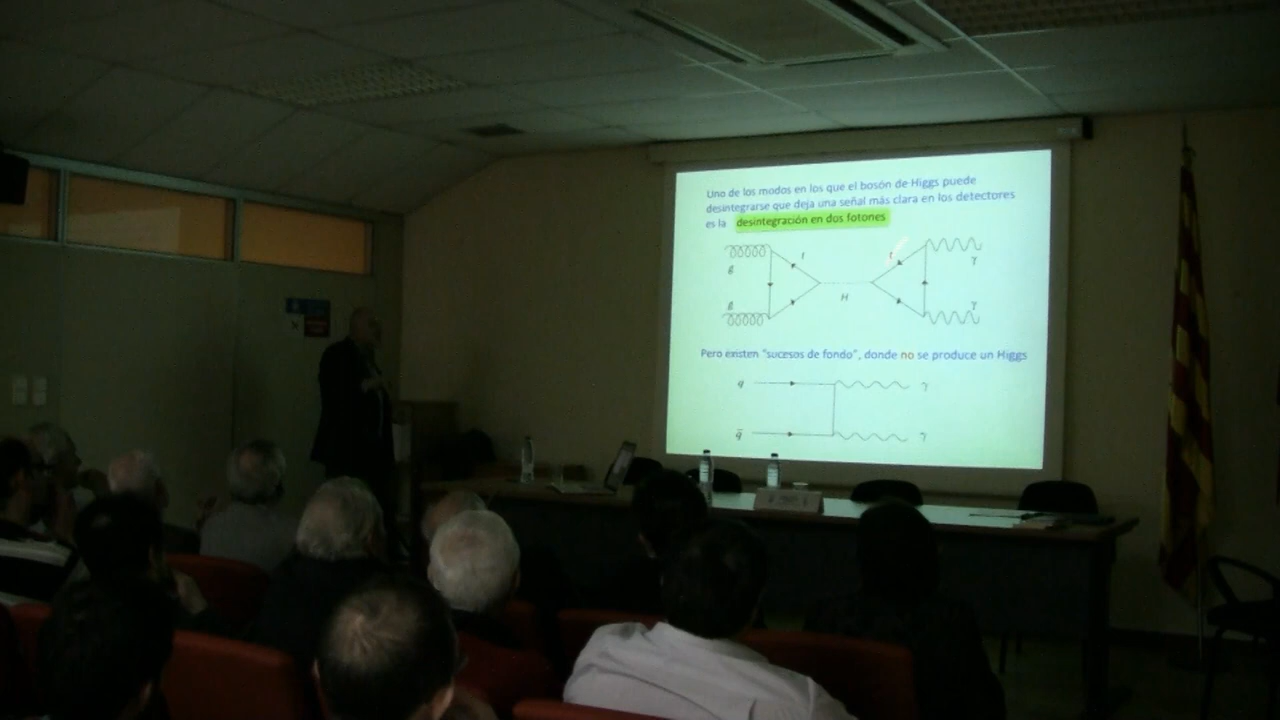 Uno de los modos en los que el bosón de Higgs puede
desintegrarse que deja una señal más clara en los detectores
es la desintegración en dos fotones
g t t γ
H
g γ
Pero existen "sucesos de fondo", donde no se produce un Higgs
q γ
q̄ γ